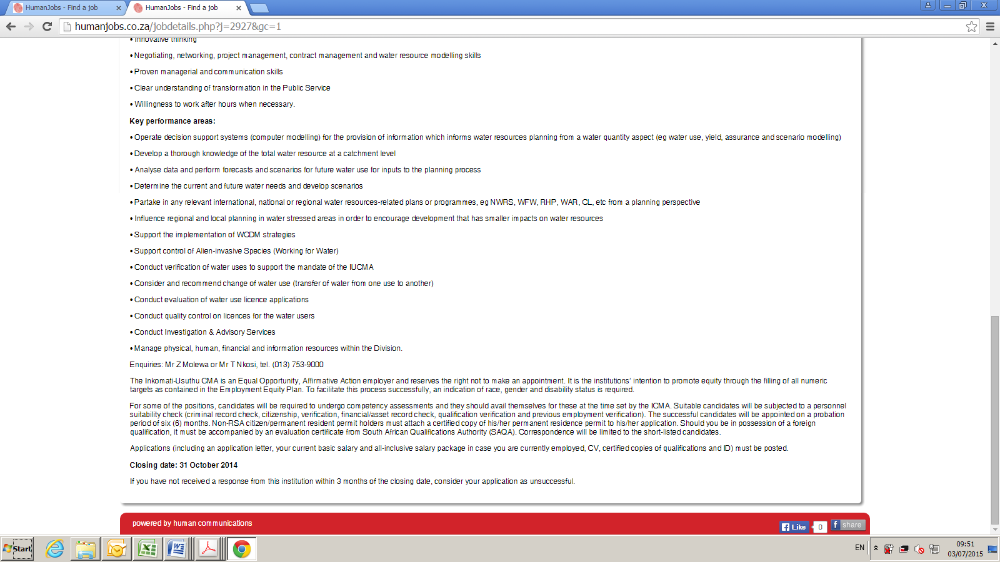 HumanJobs - Find a job
HumanJobs - Find a job
humanjobs.co.za/jobdetails.php?j=2927&gc=1
• Innovative thinking
• Negotiating, networking, project management, contract management and water resource modelling skills
• Proven managerial and communication skills
• Clear understanding of transformation in the Public Service
• Willingness to work after hours when necessary.
Key performance areas:
• Operate decision support systems (computer modelling) for the provision of information which informs water resources planning from a water quantity aspect (eg water use, yield, assurance and scenario modelling)
• Develop a thorough knowledge of the total water resource at a catchment level
• Analyse data and perform forecasts and scenarios for future water use for inputs to the planning process
• Determine the current and future water needs and develop scenarios
• Partake in any relevant international, national or regional water resources-related plans or programmes, eg NWRS, WFW, RHP, WAR, CL, etc from a planning perspective
• Influence regional and local planning in water stressed areas in order to encourage development that has smaller impacts on water resources
• Support the implementation of WCDM strategies
• Support control of Alien-invasive Species (Working for Water)
• Conduct verification of water uses to support the mandate of the IUCMA
• Consider and recommend change of water use (transfer of water from one use to another)
• Conduct evaluation of water use licence applications
• Conduct quality control on licences for the water users
• Conduct Investigation & Advisory Services
• Manage physical, human, financial and information resources within the Division.
Enquiries: Mr Z Molewa or Mr T Nkosi, tel. (013) 753-9000
The Inkomati-Usuthu CMA is an Equal Opportunity, Affirmative Action employer and reserves the right not to make an appointment. It is the institutions' intention to promote equity through the filling of all numeric
targets as contained in the Employment Equity Plan. To facilitate this process successfully, an indication of race, gender and disability status is required.
For some of the positions, candidates will be required to undergo competency assessments and they should avail themselves for these at the time set by the ICMA. Suitable candidates will be subjected to a personnel
suitability check (criminal record check, citizenship, verification, financial/asset record check, qualification verification and previous employment verification). The successful candidates will be appointed on a probation
period of six (6) months. Non-RSA citizen/permanent resident permit holders must attach a certified copy of his/her permanent residence permit to his/her application. Should you be in possession of a foreign
qualification, it must be accompanied by an evaluation certificate from South African Qualifications Authority (SAQA). Correspondence will be limited to the short-listed candidates.
Applications (including an application letter, your current basic salary and all-inclusive salary package in case you are currently employed, CV, certified copies of qualifications and ID) must be posted.
Closing date: 31 October 2014
If you have not received a response from this institution within 3 months of the closing date, consider your application as unsuccessful.
powered by human communications
Like 0 share
Start
EN
09:51
03/07/2015